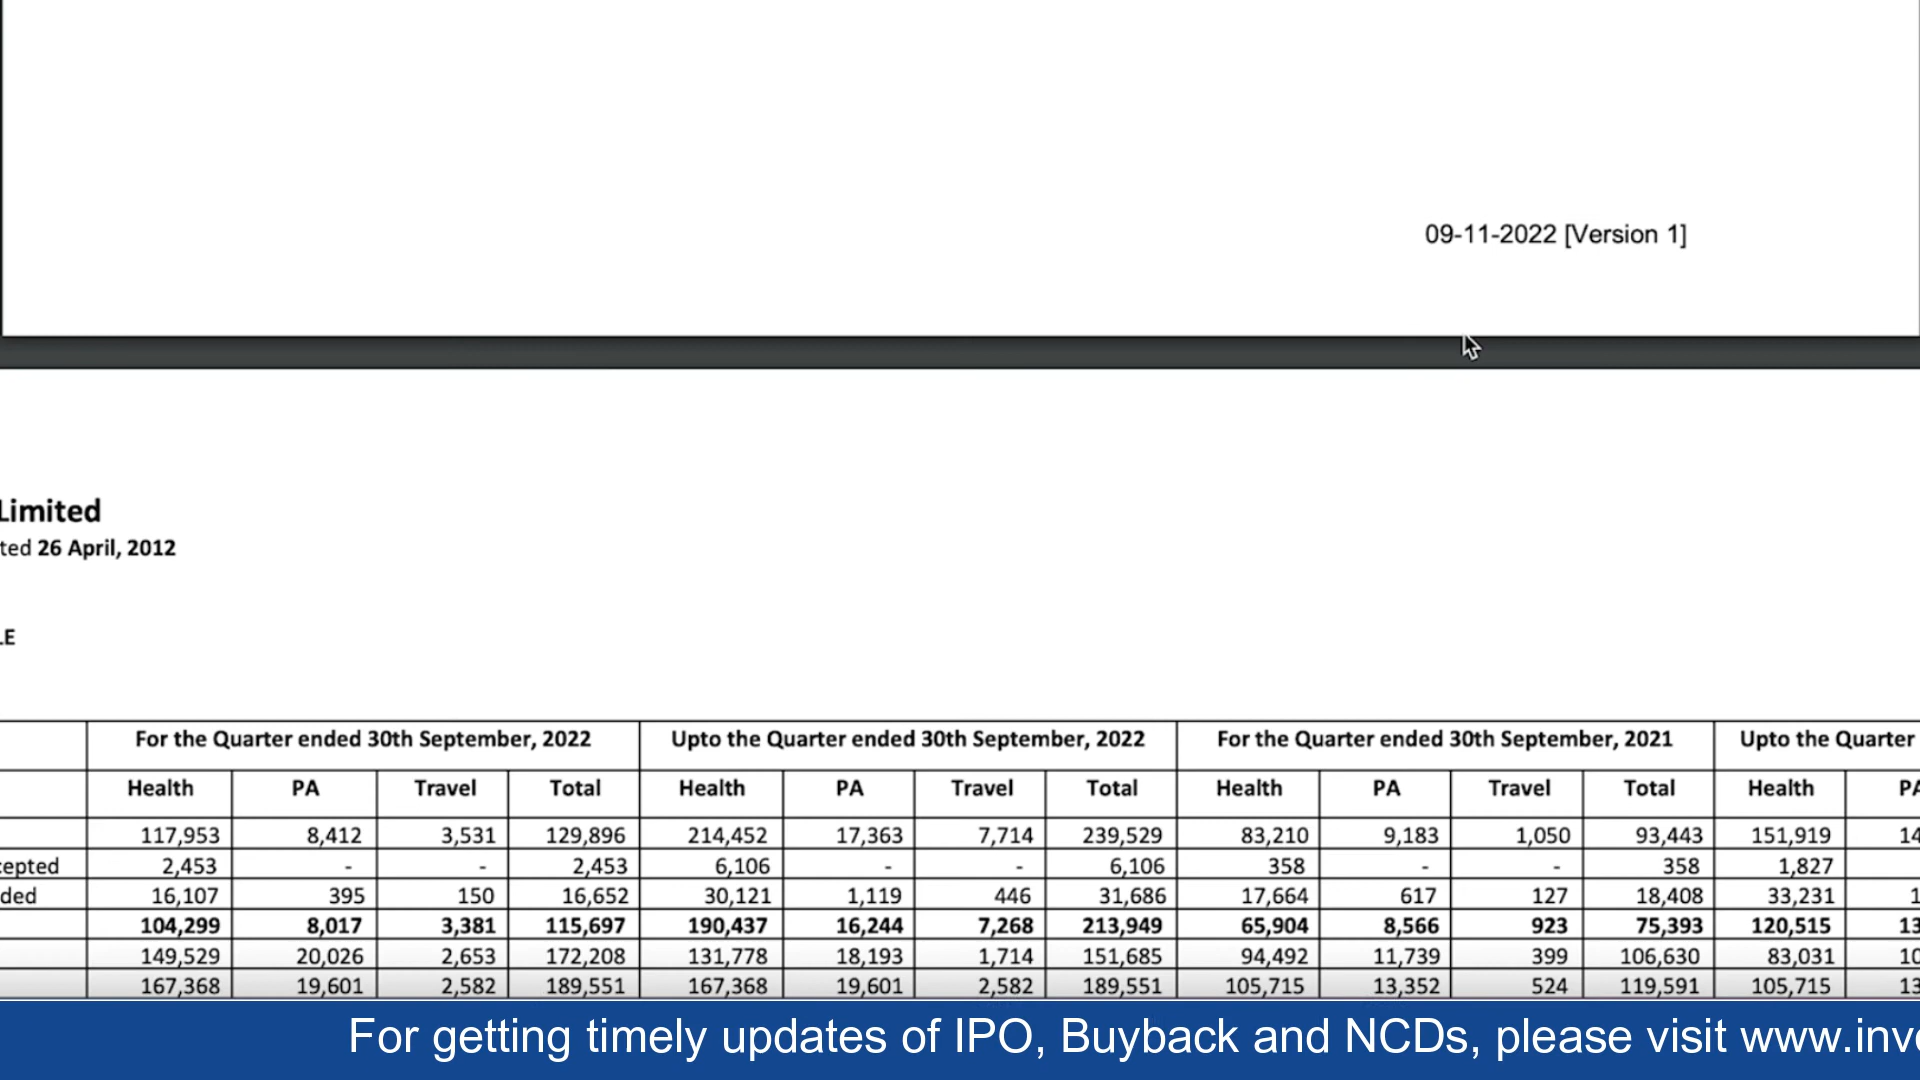 09-11-2022 [Version 1]
Limited
ted 26 April, 2012
LE
For the Quarter ended 30th September, 2022 Upto the Quarter ended 30th September, 2022 For the Quarter ended 30th September, 2021 Upto the Quarter
Health PA Travel Total Health PA Travel Total Health PA Travel Total Health PA
117,953 8,412 3,531 129,896 214,452 17,363 7,714 239,529 83,210 9,183 1,050 93,443 151,919 14
cepted 2,453 - - 2,453 6,106 - - 6,106 358 - - 358 1,827
ded 16,107 395 150 16,652 30,121 1,119 446 31,686 17,664 617 127 18,408 33,231 1
104,299 8,017 3,381 115,697 190,437 16,244 7,268 213,949 65,904 8,566 923 75,393 120,515 13
149,529 20,026 2,653 172,208 131,778 18,193 1,714 151,685 94,492 11,739 399 106,630 83,031 10
167,368 19,601 2,582 189,551 167,368 19,601 2,582 189,551 105,715 13,352 524 119,591 105,715 13
For getting timely updates of IPO, Buyback and NCDs, please visit www.inve